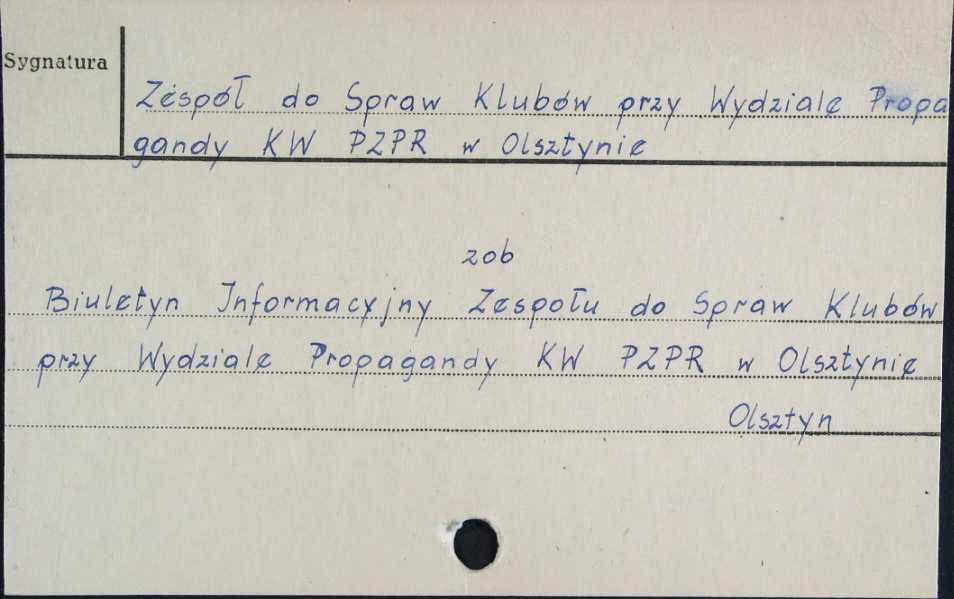 Sygnatura
Zespół do Spraw Klubów przy Wydziale Propa
gandy KW PZPR w Olsztynie
zob
Biuletyn Informacyjny Zespołu do Spraw Klubów
przy Wydziale Propagandy KW PZPR w Olsztynie
Olsztyn